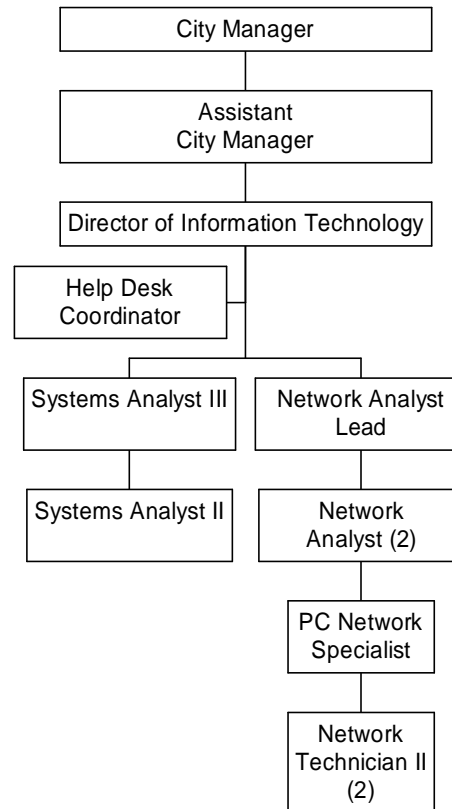 City Manager
Assistant
City Manager
Director of Information Technology
Help Desk
Coordinator
Systems Analyst III
Network Analyst
Lead
Systems Analyst II
Network
Analyst (2)
PC Network
Specialist
Network
Technician II
(2)